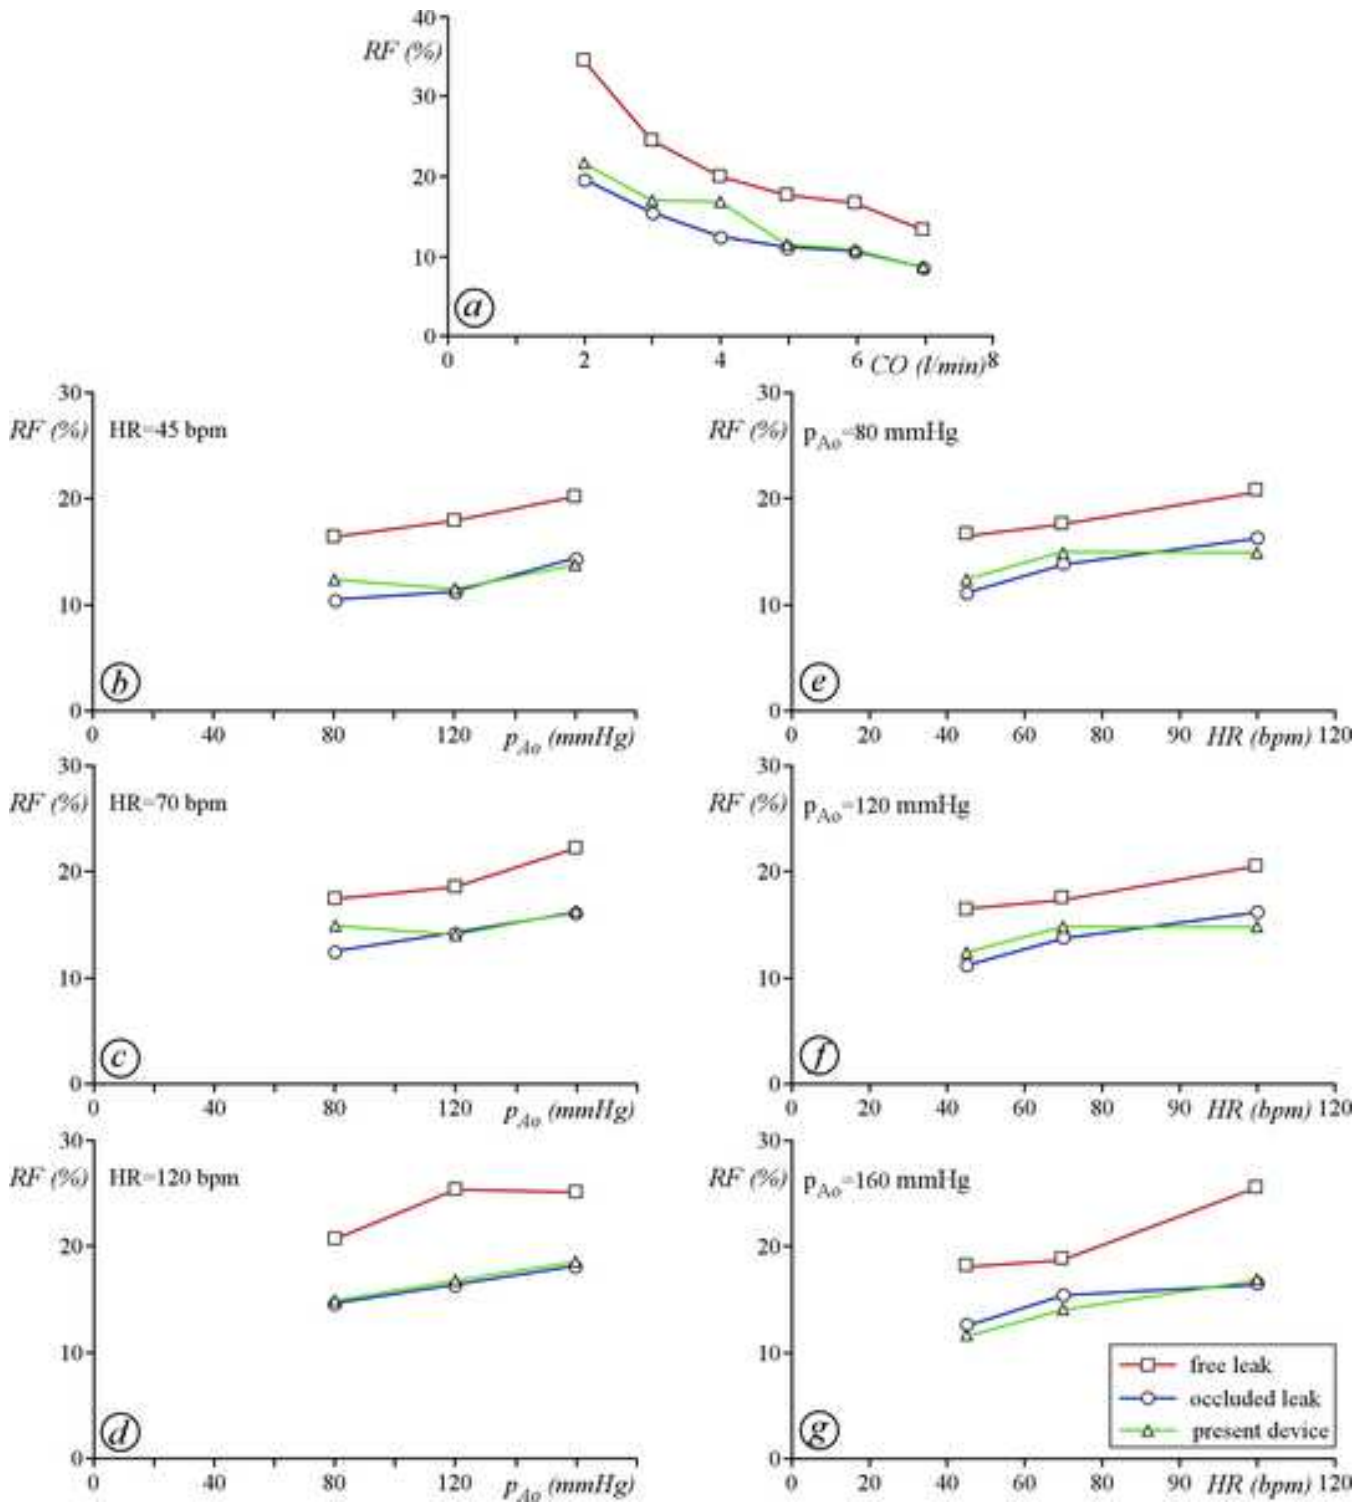 40
RF (%)
30
20
10
0
a
0 2 4 6 CO (l/min) 8
30
RF (%) HR=45 bpm
20
10
b
0
0 40 80 120 pAo (mmHg)
30
RF (%) pAo=80 mmHg
20
10
e
0
0 20 40 60 80 90 HR (bpm) 120
30
RF (%) HR=70 bpm
20
10
c
0
0 40 80 120 pAo (mmHg)
30
RF (%) pAo=120 mmHg
20
10
f
0
0 20 40 60 80 90 HR (bpm) 120
30
RF (%) HR=120 bpm
20
10
d
0
0 40 80 120 pAo (mmHg)
30
RF (%) pAo=160 mmHg
20
10
free leak
occluded leak
present device
g
0
0 20 40 60 80 90 HR (bpm) 120